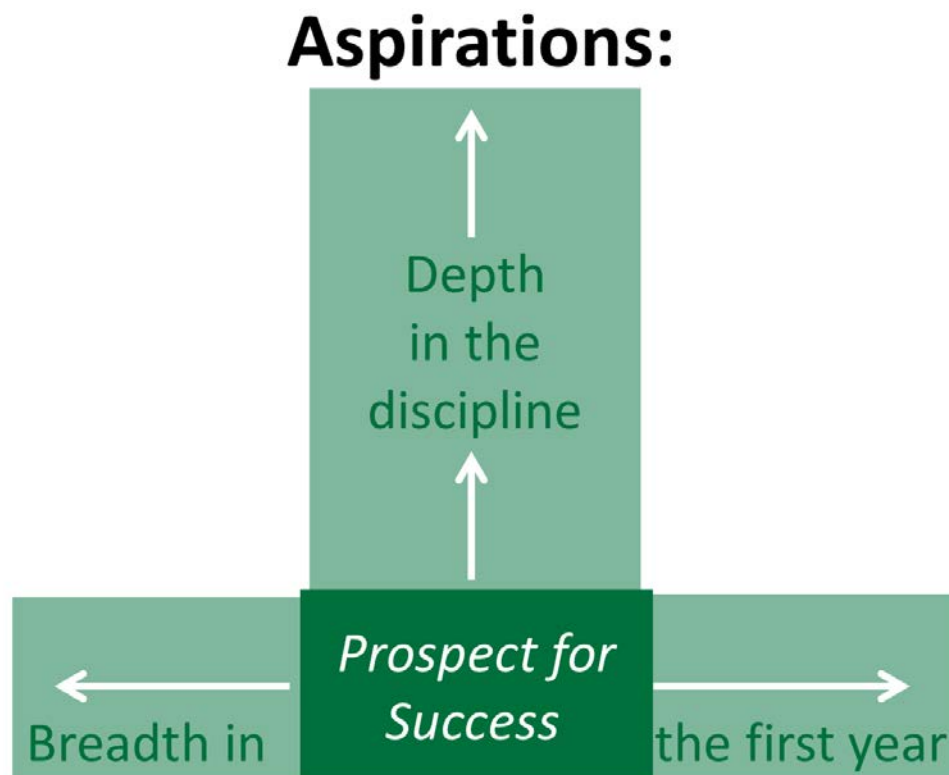 Aspirations:
Depth
in the
discipline
Prospect for
Success
Breadth in
the first year